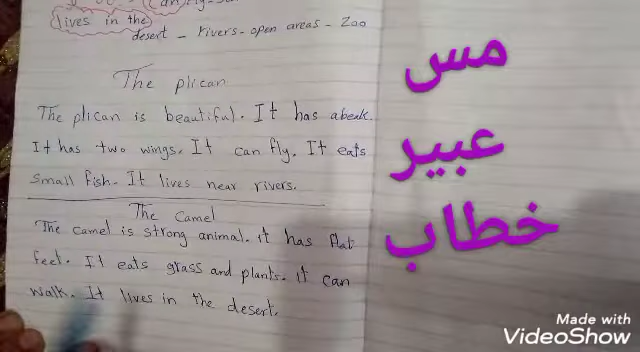 lives in the
desert - rivers - open areas - Zoo
The plican
The plican is beautiful. It has a beak.
It has two wings. It can fly. It eats
small fish. It lives near rivers.
The Camel
The camel is strong animal. it has flat
feet. It eats grass and plants. it can
walk. It lives in the desert.
مس
عبير
خطاب
Made with
VideoShow